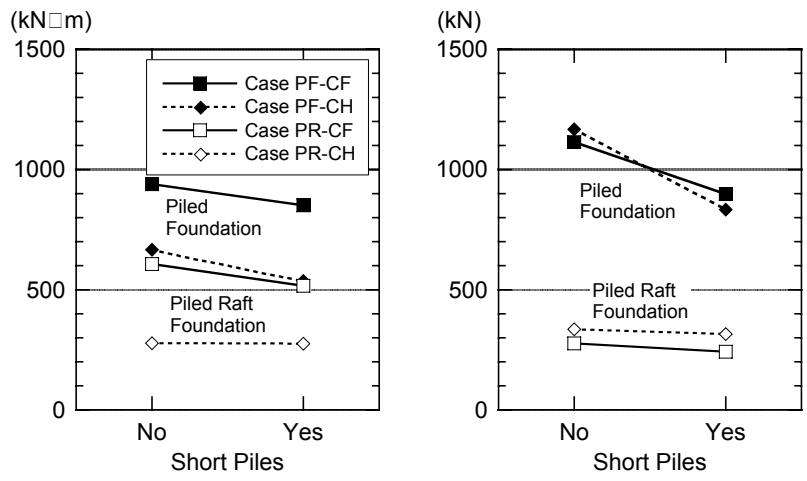 (kN□m)
1500
1000
500
0
Case PF-CF
Case PF-CH
Case PR-CF
Case PR-CH
Piled
Foundation
Piled Raft
Foundation
No
Yes
Short Piles
(kN)
1500
1000
500
0
Piled
Foundation
Piled Raft
Foundation
No
Yes
Short Piles